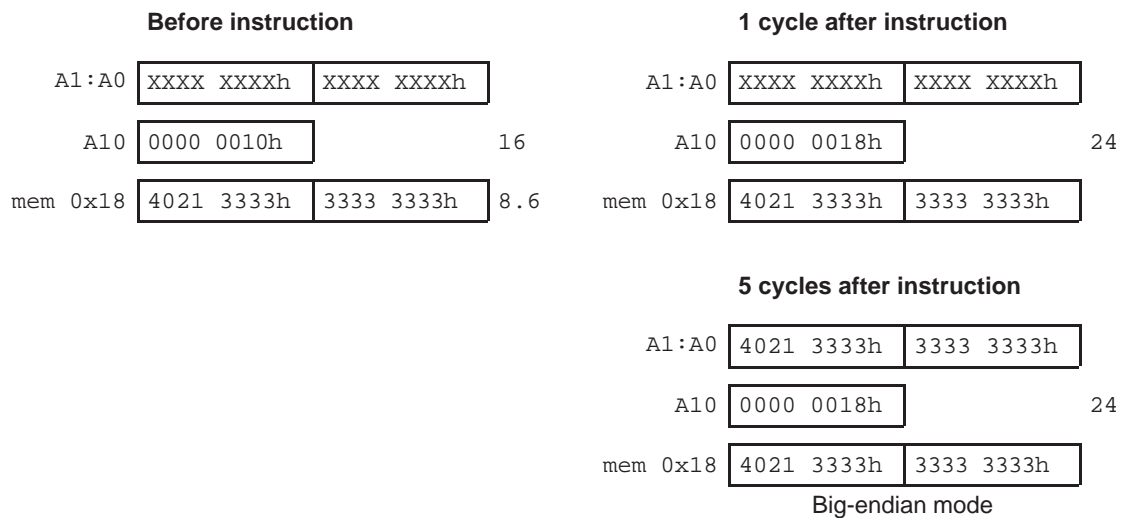 Before instruction
1 cycle after instruction
A1:A0 XXXX XXXXh XXXX XXXXh
A1:A0 XXXX XXXXh XXXX XXXXh
A10 0000 0010h 16
A10 0000 0018h 24
mem 0x18 4021 3333h 3333 3333h 8.6
mem 0x18 4021 3333h 3333 3333h
5 cycles after instruction
A1:A0 4021 3333h 3333 3333h
A10 0000 0018h 24
mem 0x18 4021 3333h 3333 3333h
Big-endian mode